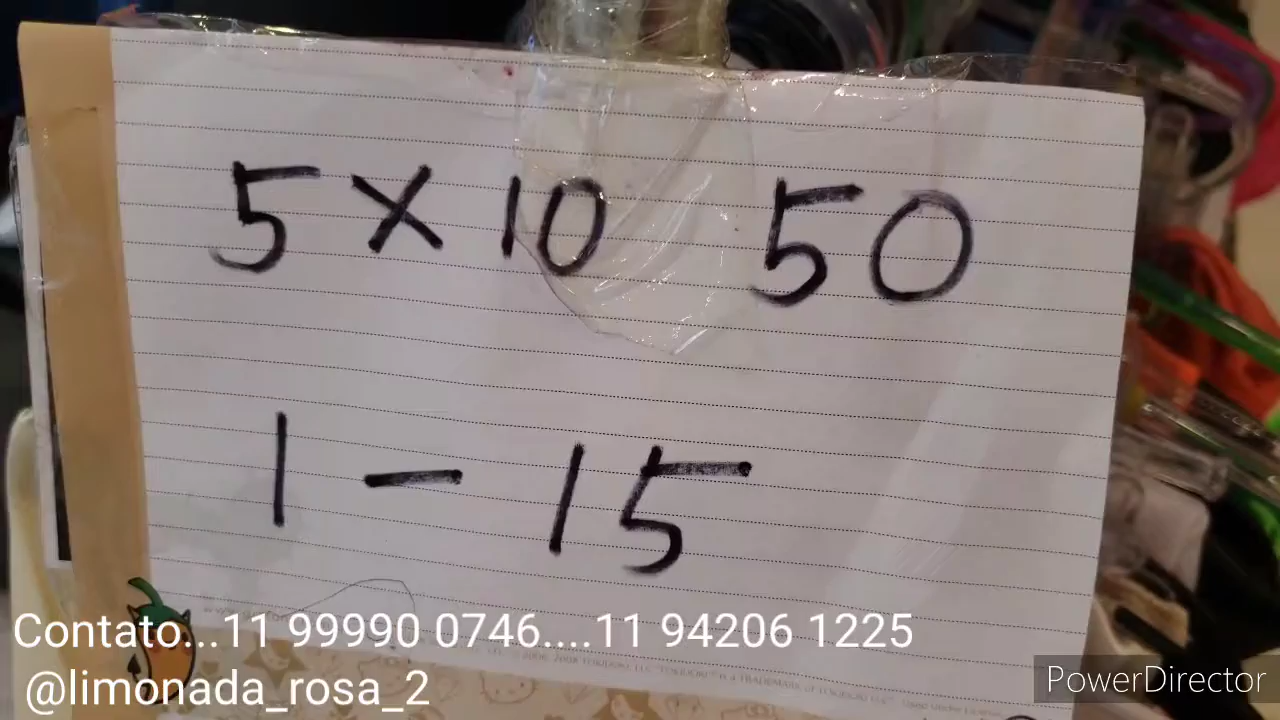 5 X 10 50
1 - 15
Contato...11 99990 0746....11 94206 1225
@limonada_rosa_2
PowerDirector